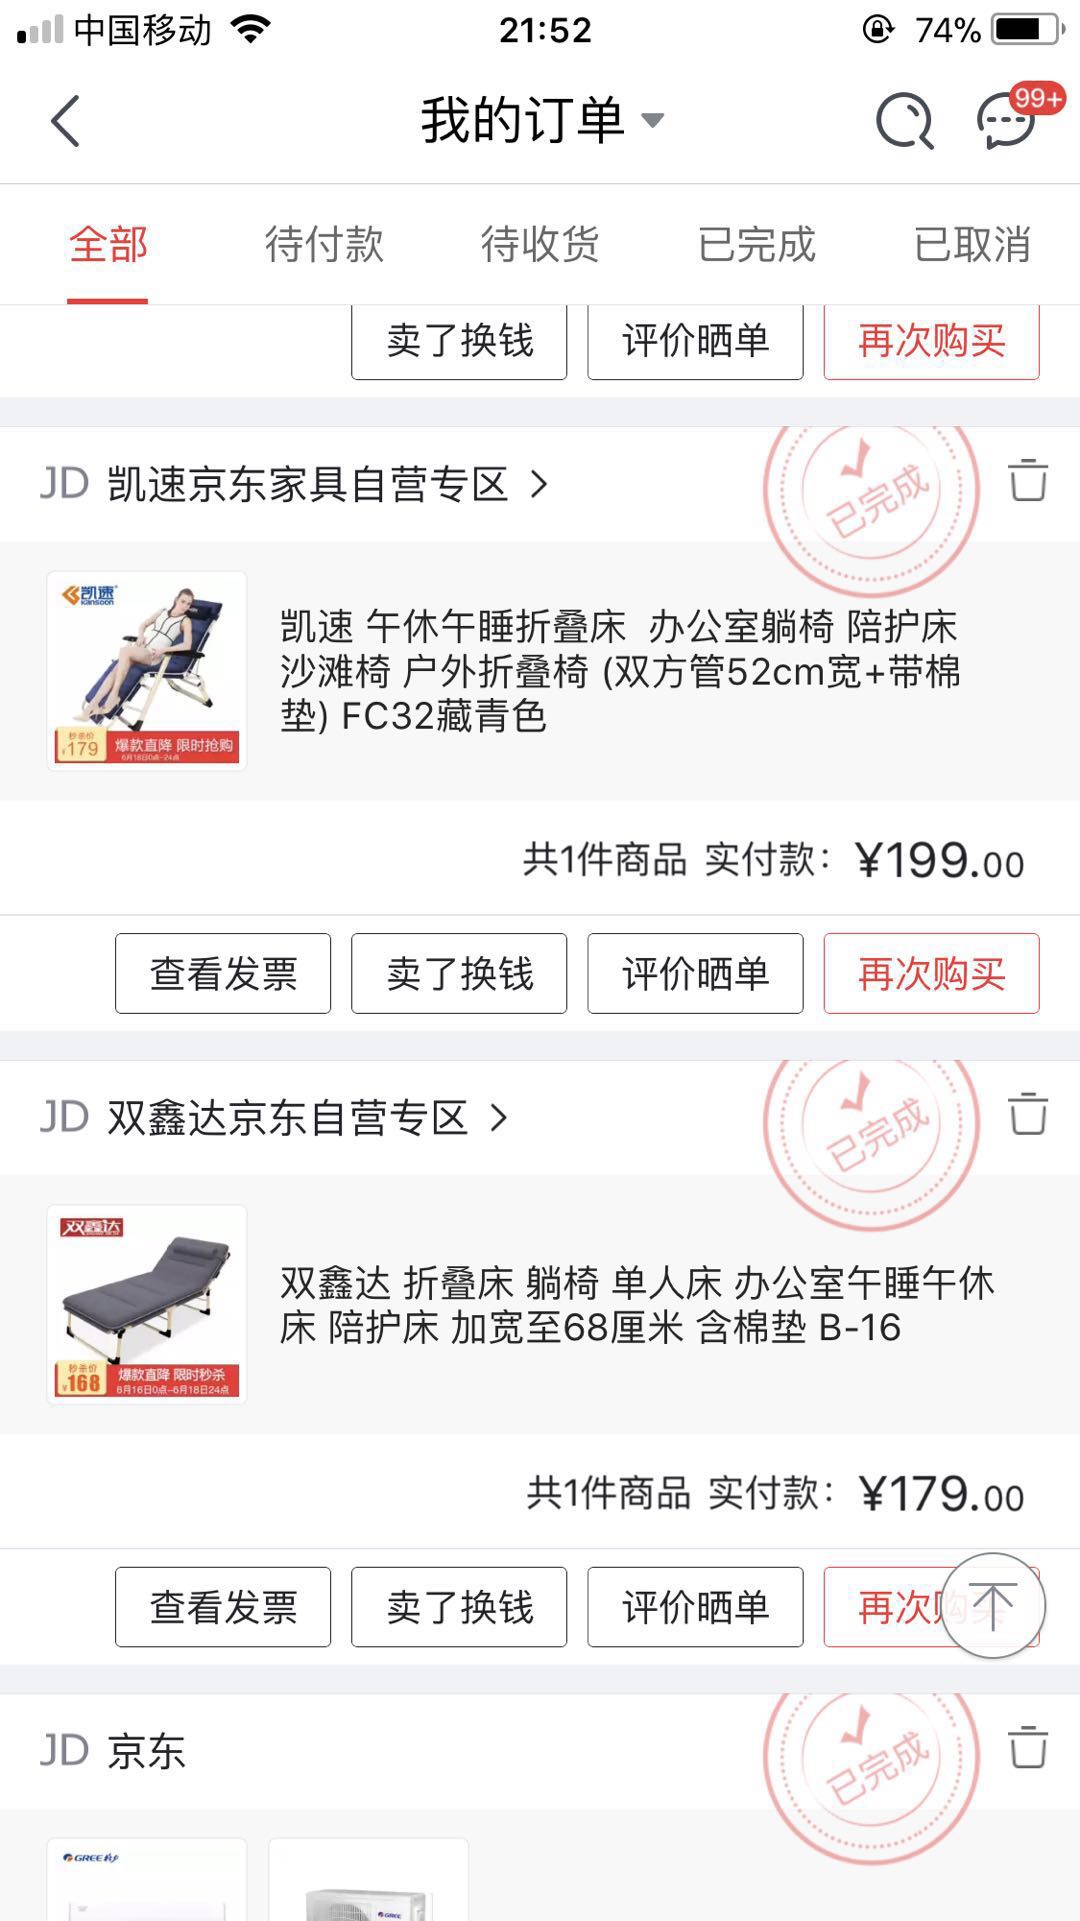 中国移动
21:52
74%
我的订单
99+
全部
待付款
待收货
已完成
已取消
卖了换钱
评价晒单
再次购买
JD 凯速京东家具自营专区
已完成
凯速
Kansoon
秒杀价
¥179
爆款直降 限时抢购
6月18日0点-24点
凯速 午休午睡折叠床 办公室躺椅 陪护床
沙滩椅 户外折叠椅 (双方管52cm宽+带棉
垫) FC32藏青色
共1件商品 实付款: ¥199.00
查看发票
卖了换钱
评价晒单
再次购买
JD 双鑫达京东自营专区
已完成
双鑫达
秒杀价
¥168
爆款直降 限时秒杀
6月16日0点-6月18日24点
双鑫达 折叠床 躺椅 单人床 办公室午睡午休
床 陪护床 加宽至68厘米 含棉垫 B-16
共1件商品 实付款: ¥179.00
查看发票
卖了换钱
评价晒单
再次购买
JD 京东
已完成
GREE格力
GREE